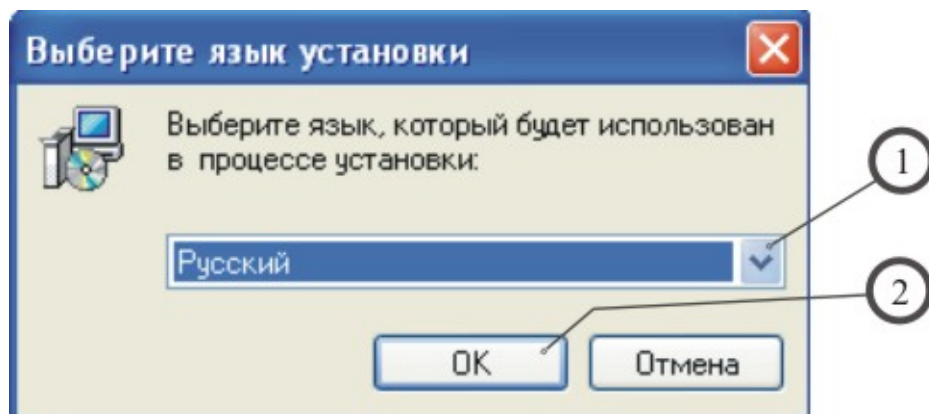 Выберите язык установки
Выберите язык, который будет использован
в процессе установки:
1
Русский
2
OK
Отмена